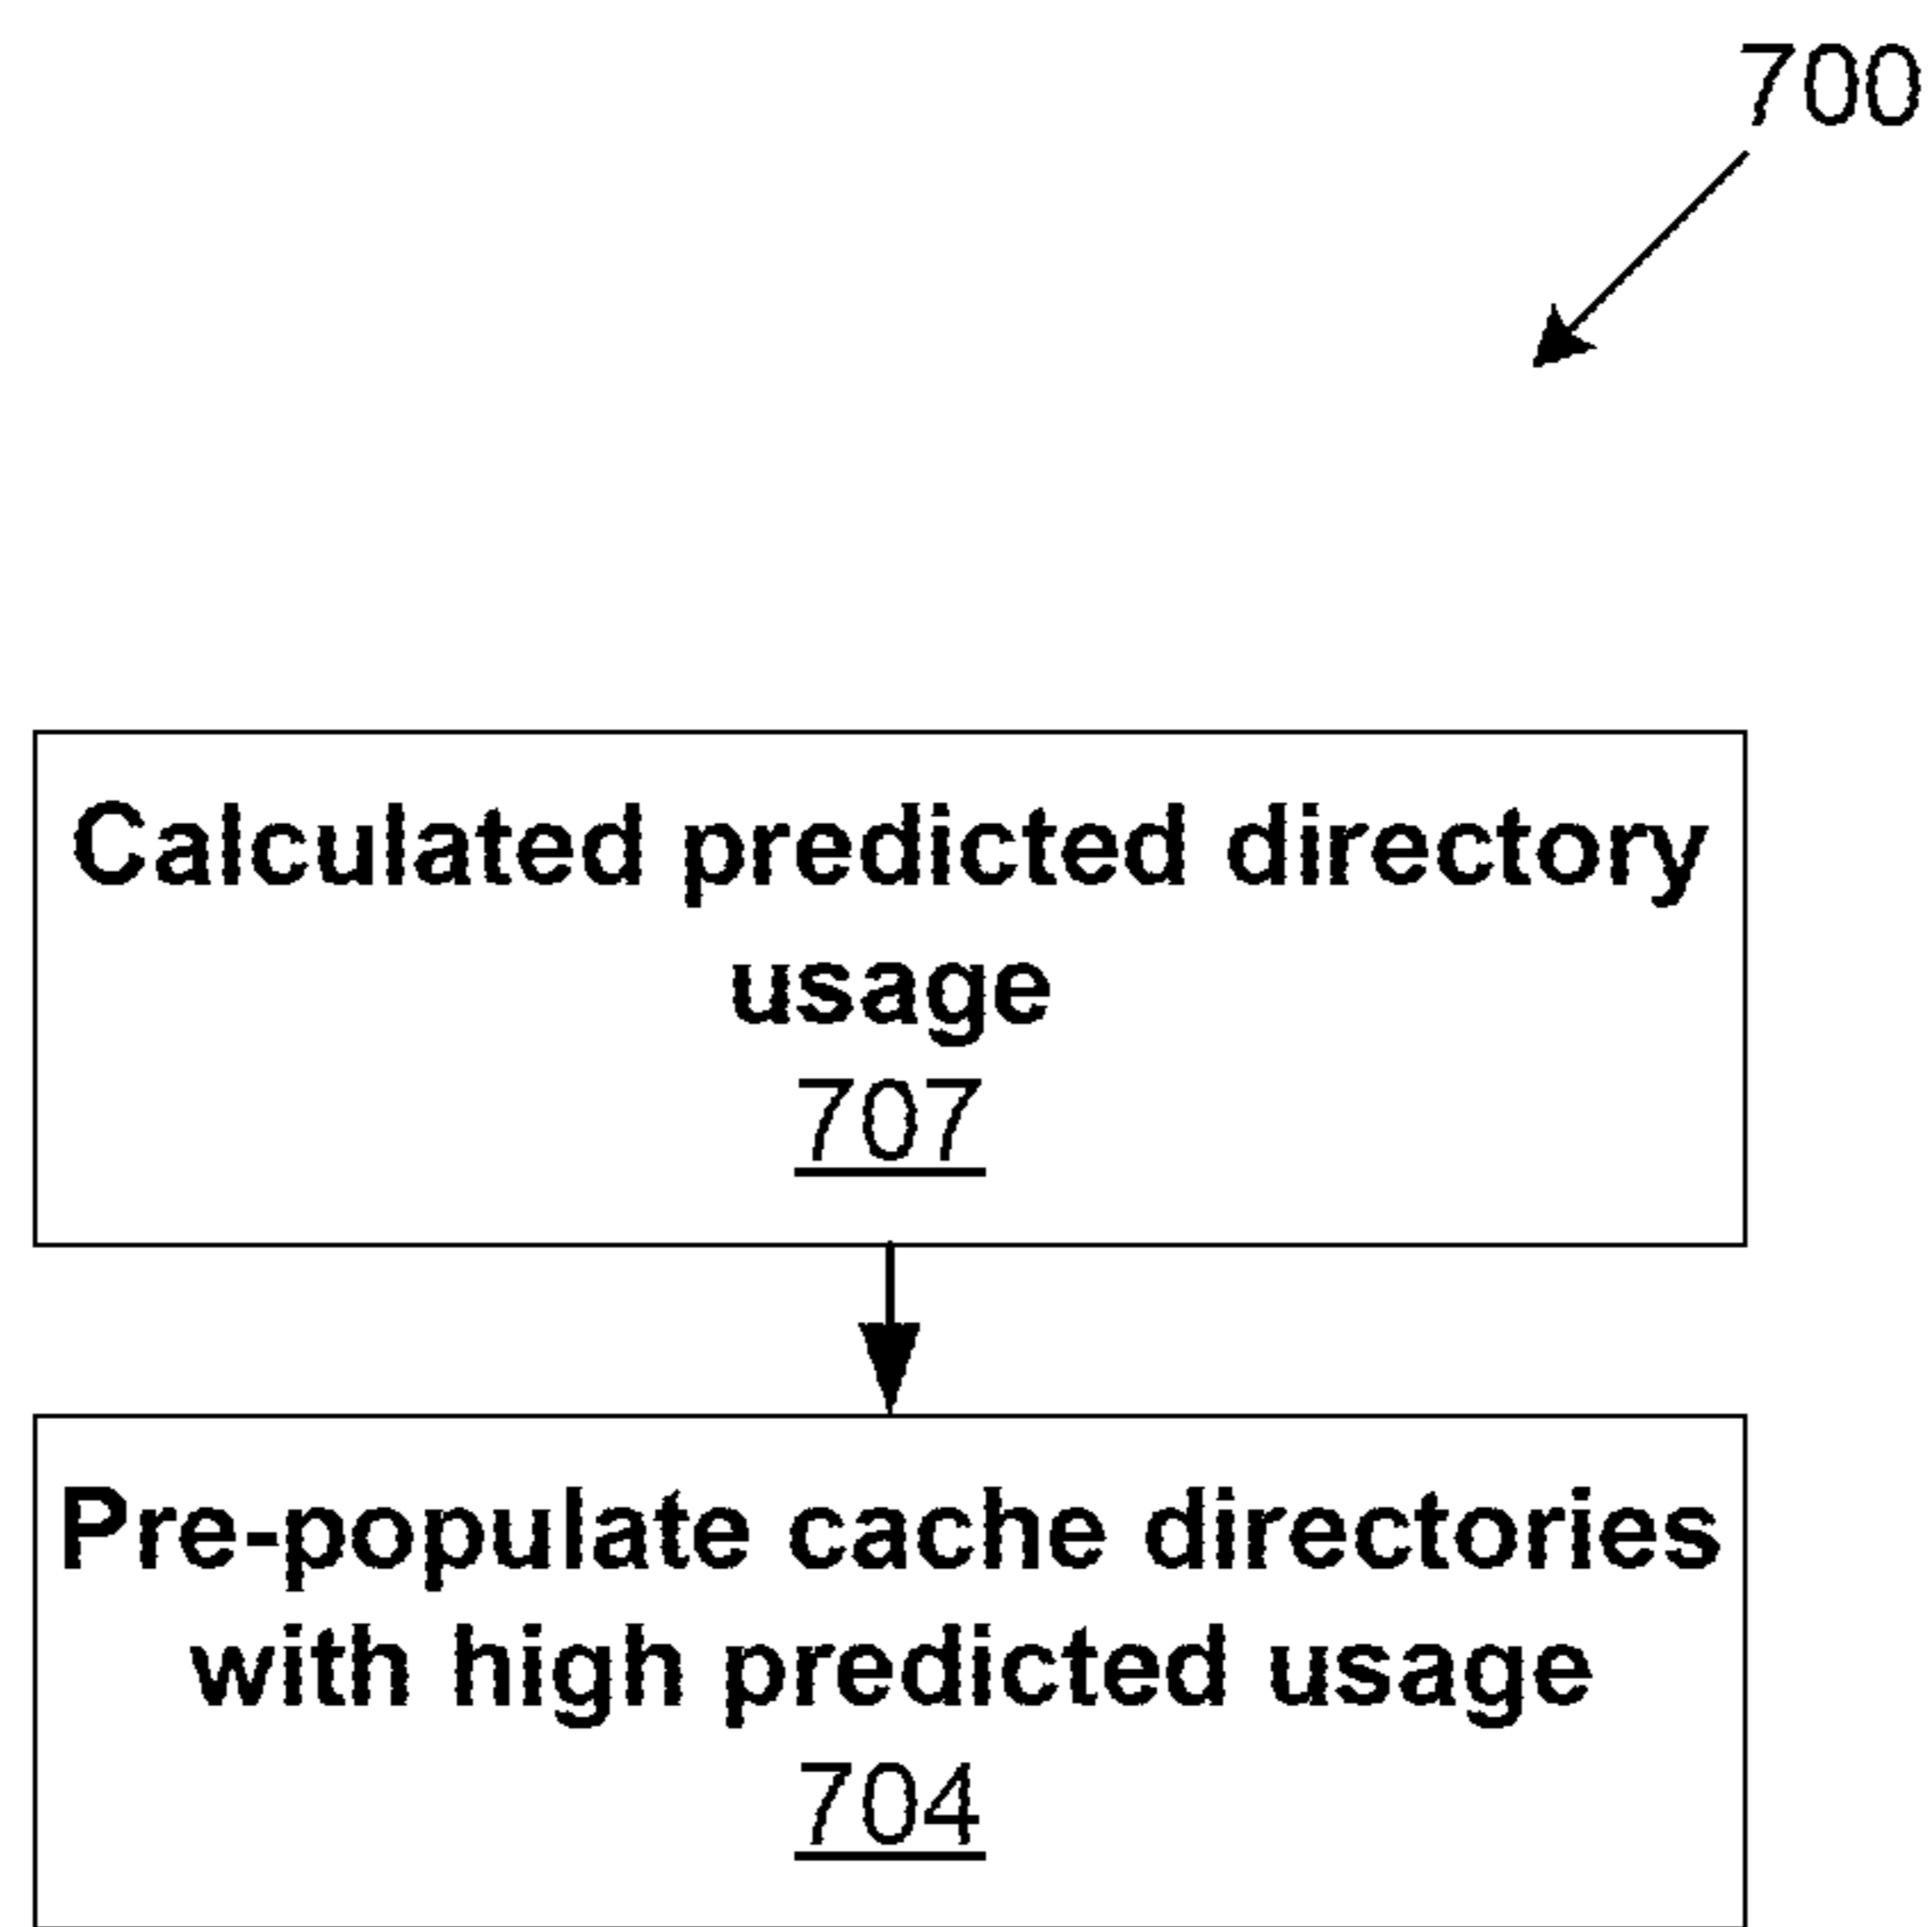 700
Calculated predicted directory
usage
707
Pre-populate cache directories
with high predicted usage
704